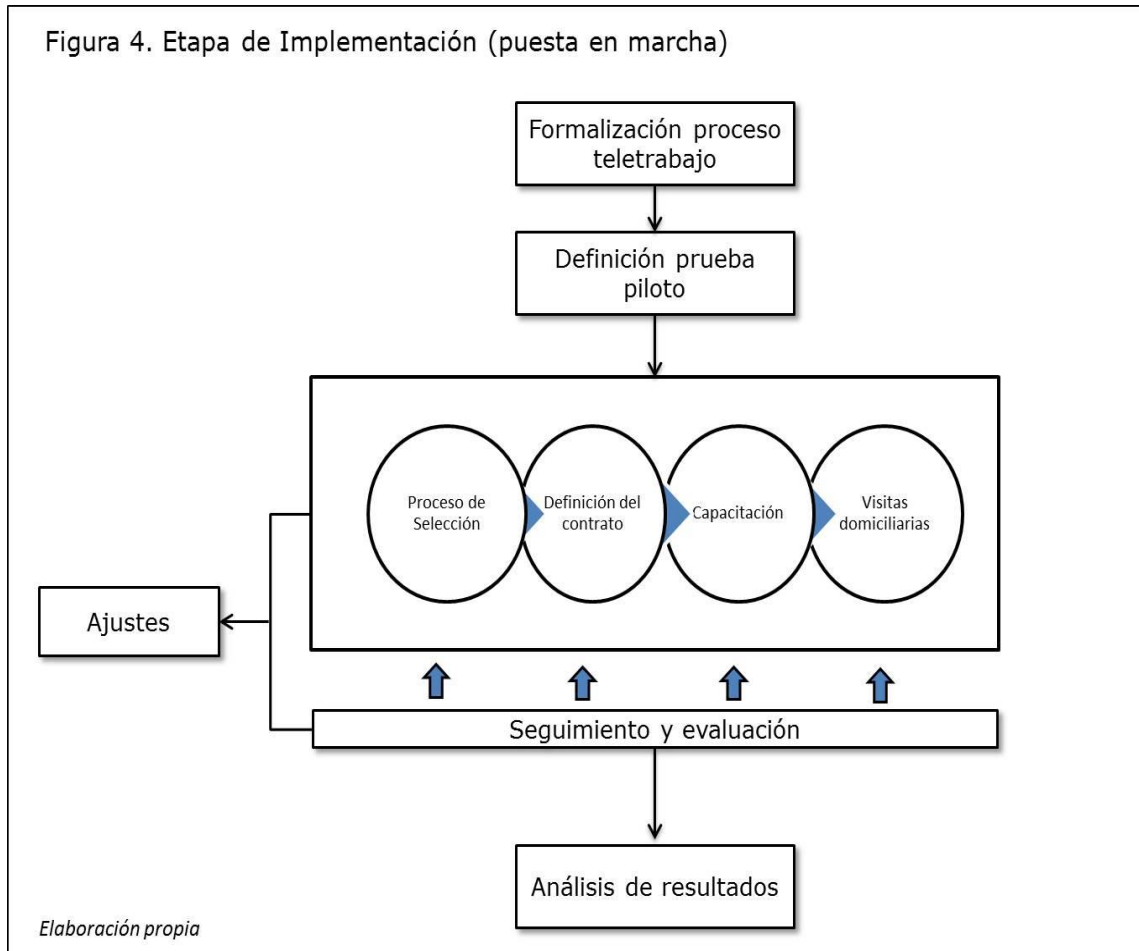 Figura 4. Etapa de Implementación (puesta en marcha)
Formalización proceso
teletrabajo
Definición prueba
piloto
Proceso de
Selección
Definición del
contrato
Capacitación
Visitas
domiciliarias
Ajustes
Seguimiento y evaluación
Análisis de resultados
Elaboración propia